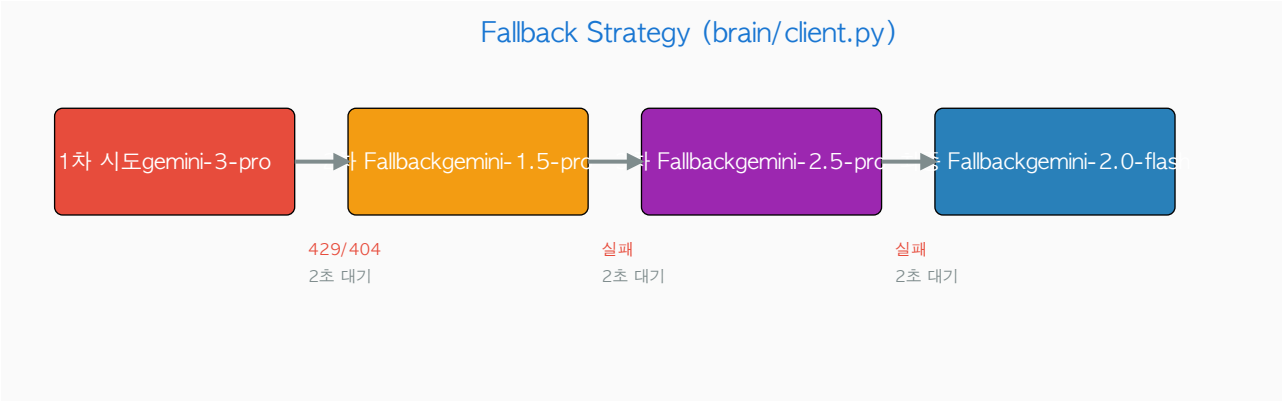 Fallback Strategy (brain/client.py)
1차 시도gemini-3-pro
Fallbackgemini-1.5-pro
Fallbackgemini-2.5-pro
Fallbackgemini-2.0-flas
429/404
2초 대기
실패
2초 대기
실패
2초 대기